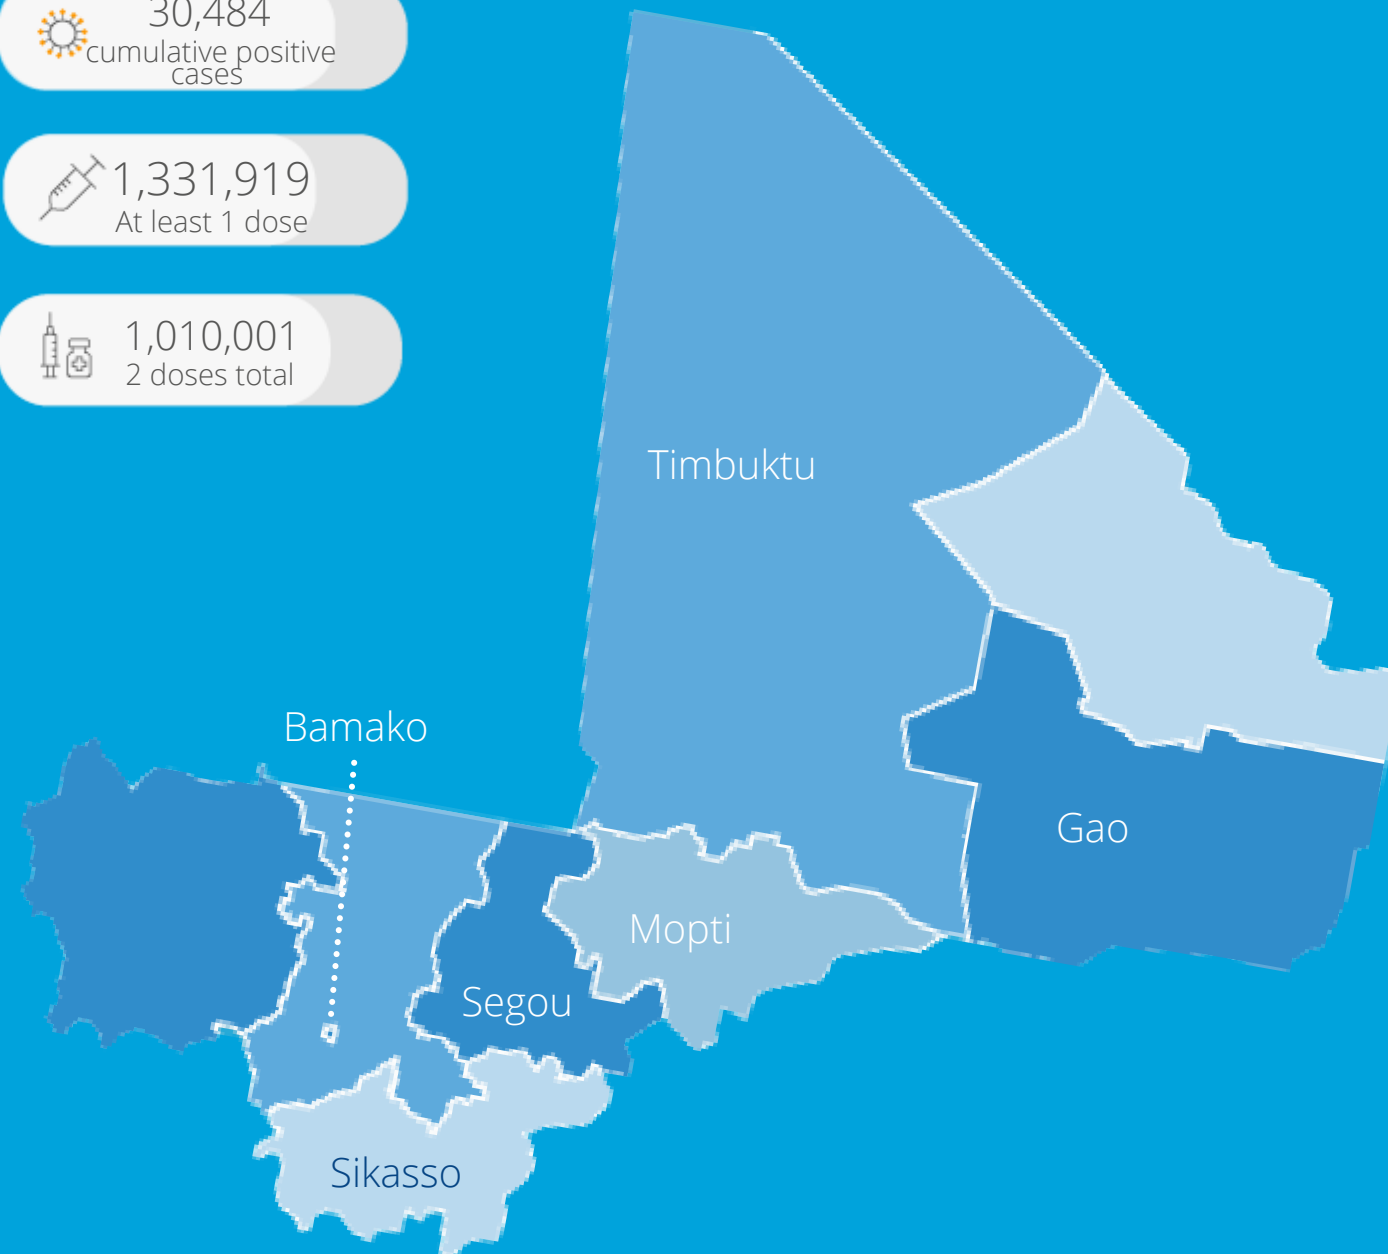 30,484
cumulative positive
cases
1,331,919
At least 1 dose
1,010,001
2 doses total
Timbuktu
Bamako
Gao
Mopti
Segou
Sikasso